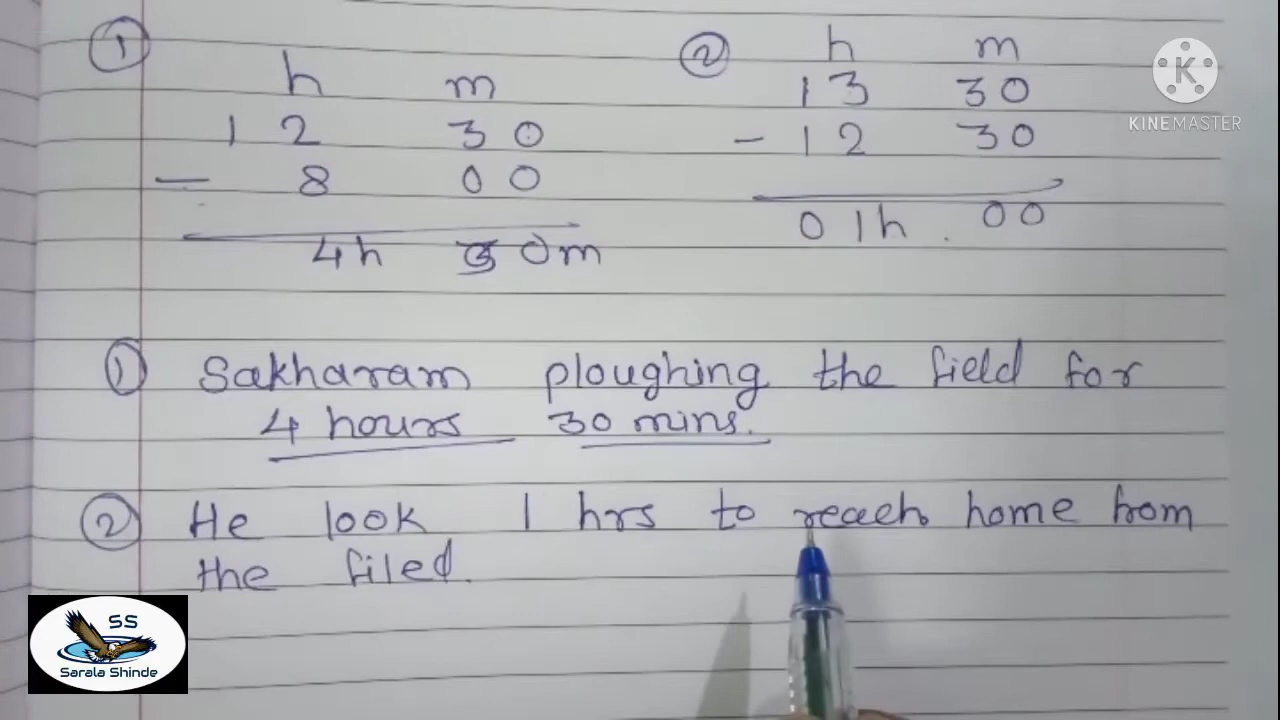 ①
h m
12 30
- 8 00
4h 30m
②
h m
13 30
- 12 30
01h. 00
① Sakharam ploughing the field for
4 hours 30 mins.
② He look 1 hrs to reach home from
the filed.
KINEMASTER
SS
Sarala Shinde